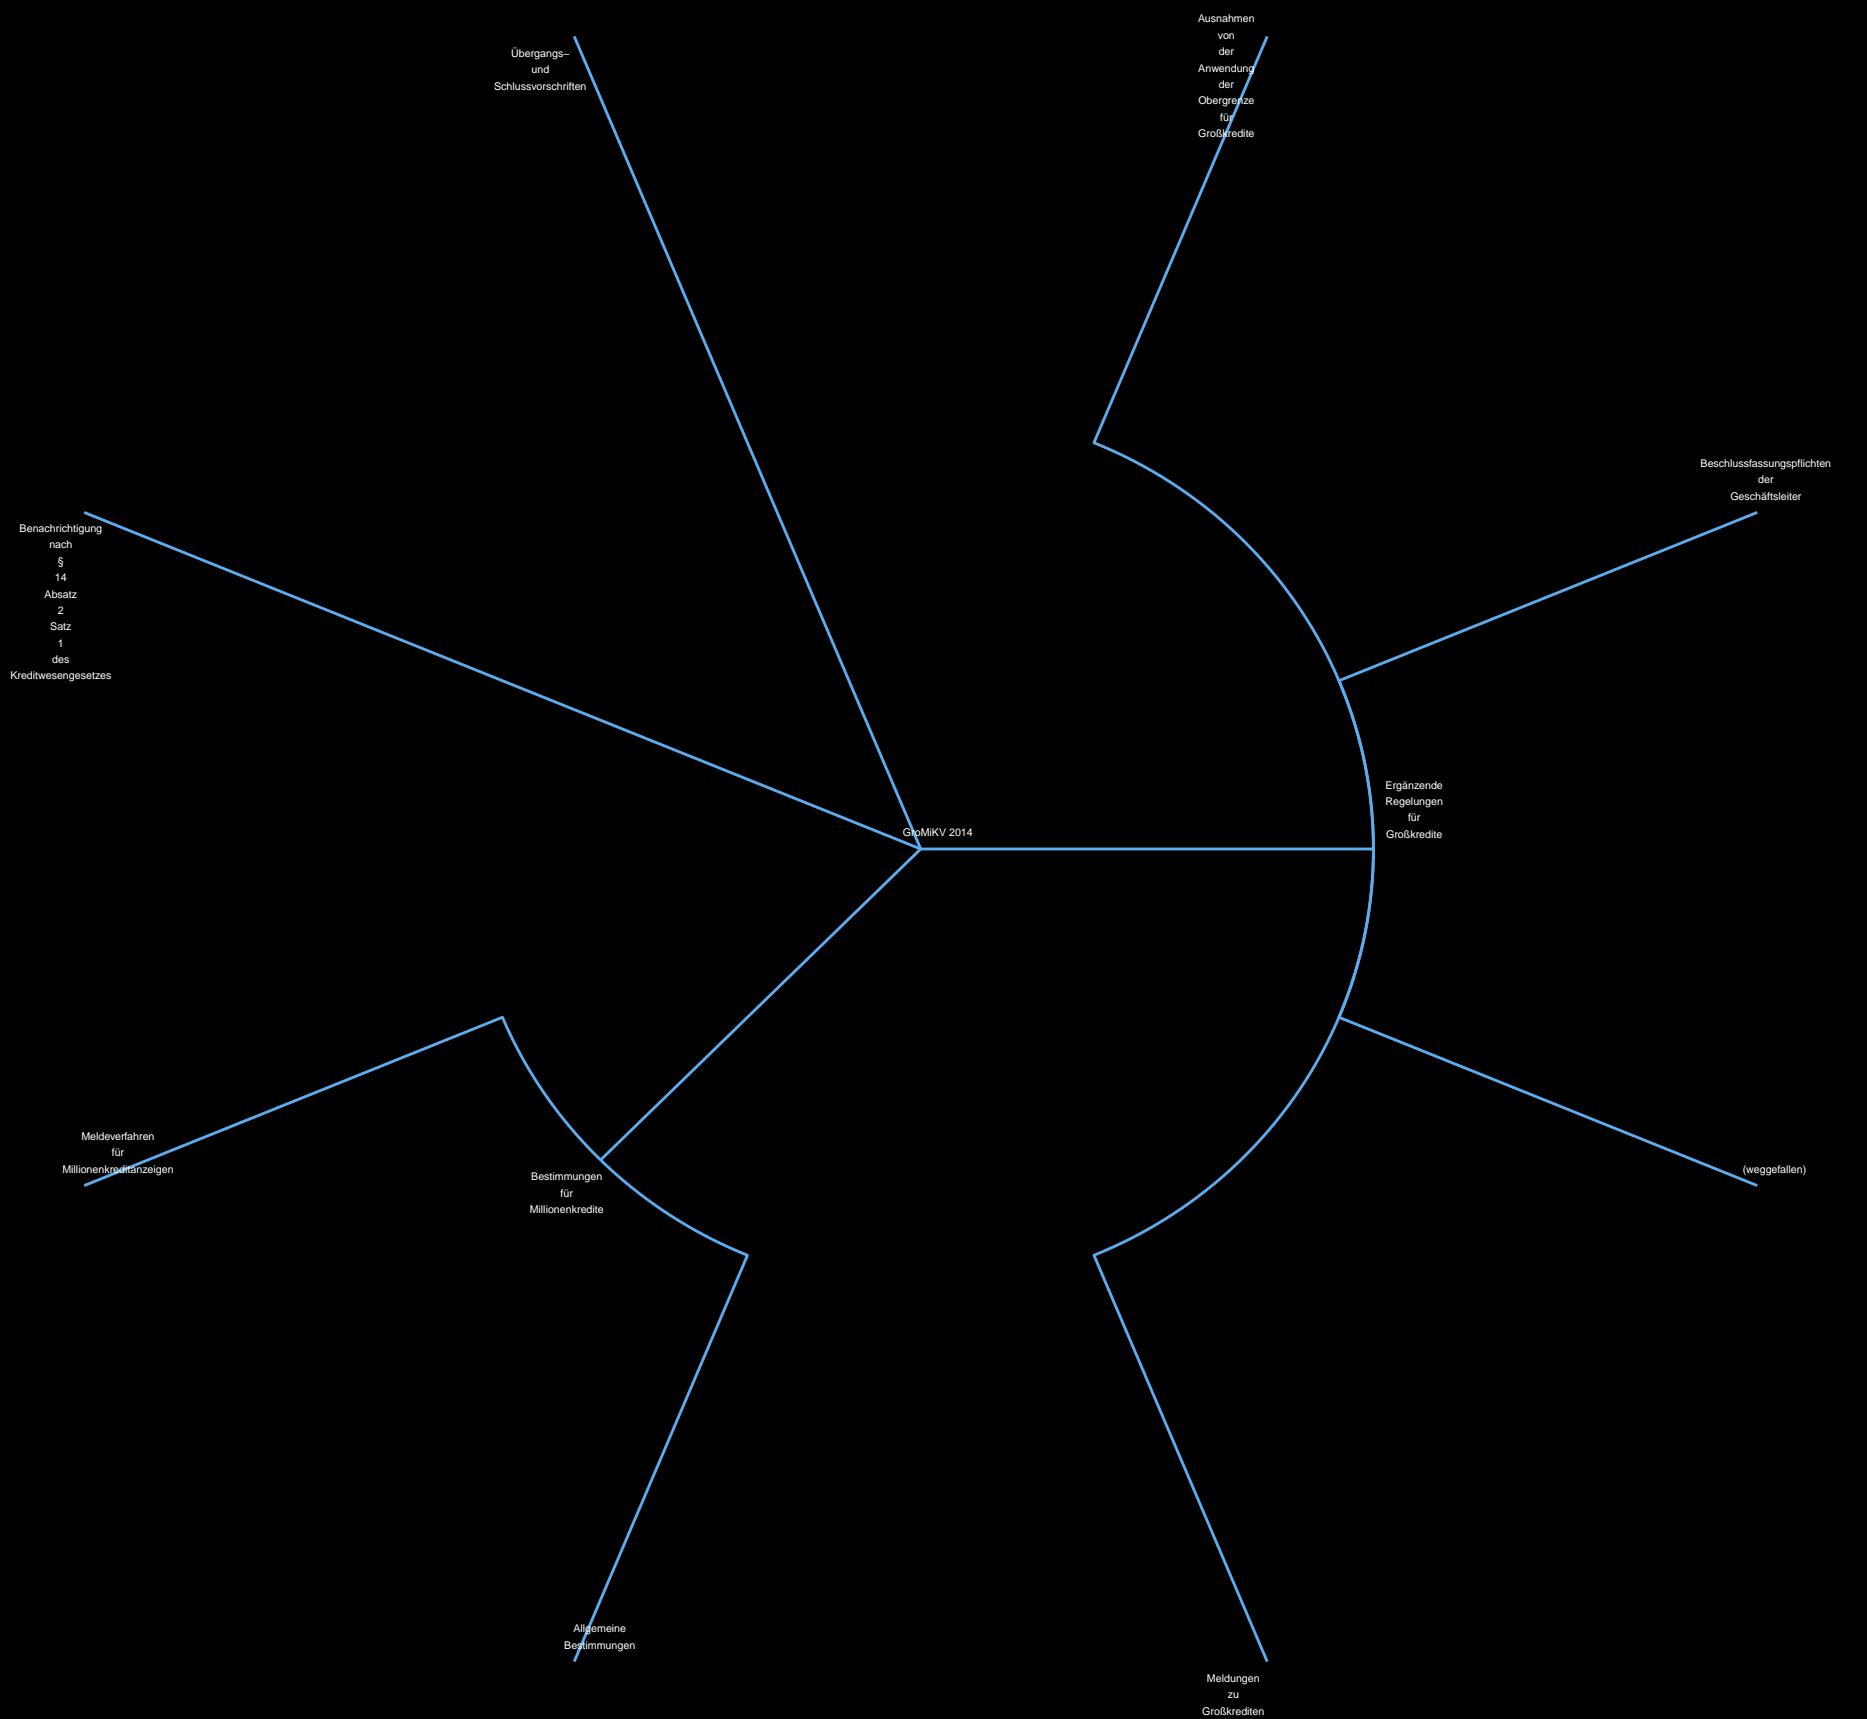 Ausnahmen
von
der
Anwendung
der
Obergrenze
für
Großkredite
Übergangs–
und
Schlussvorschriften
Beschlussfassungspflichten
der
Geschäftsleiter
Benachrichtigung
nach
§
14
Absatz
2
Satz
1
des
Kreditwesengesetzes
Ergänzende
Regelungen
für
Großkredite
GroMiKV 2014
Meldeverfahren
für
Millionenkreditanzeigen
Bestimmungen
für
Millionenkredite
(weggefallen)
Allgemeine
Bestimmungen
Meldungen
zu
Großkrediten